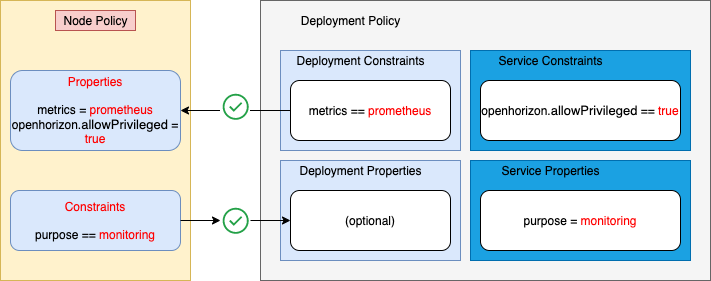 Node Policy
Properties
metrics = prometheus
openhorizon.allowPrivileged =
true
Constraints
purpose == monitoring
Deployment Policy
Deployment Constraints
metrics == prometheus
Service Constraints
openhorizon.allowPrivileged == true
Deployment Properties
(optional)
Service Properties
purpose = monitoring